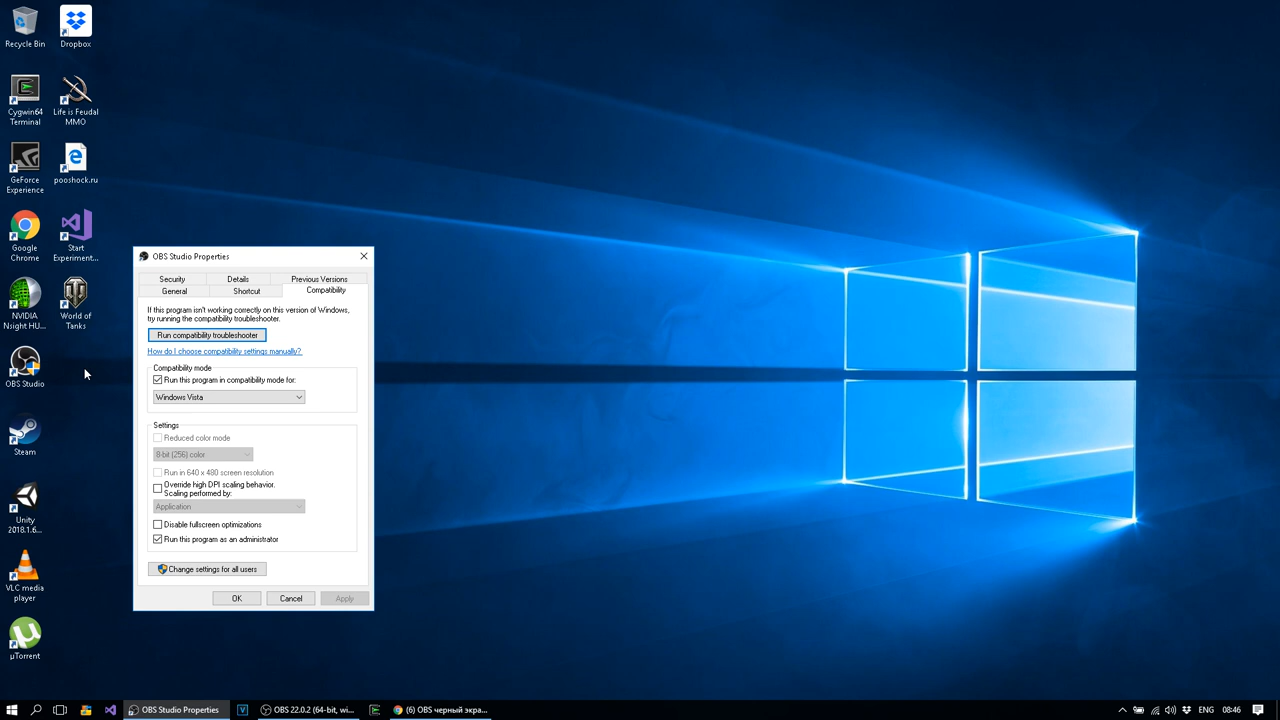 Recycle Bin
Dropbox
Cygwin64
Terminal
Life is Feudal
MMO
GeForce
Experience
pooshock.ru
Google
Chrome
Start
Experiment...
NVIDIA
Nsight HU...
World of
Tanks
OBS Studio
Steam
Unity
2018.1.6...
VLC media
player
µTorrent
OBS Studio Properties
Security
Details
Previous Versions
General
Shortcut
Compatibility
If this program isn't working correctly on this version of Windows,
try running the compatibility troubleshooter.
Run compatibility troubleshooter
How do I choose compatibility settings manually?
Compatibility mode
Run this program in compatibility mode for:
Windows Vista
Settings
Reduced color mode
8-bit (256) color
Run in 640 x 480 screen resolution
Override high DPI scaling behavior.
Scaling performed by:
Application
Disable fullscreen optimizations
Run this program as an administrator
Change settings for all users
OK
Cancel
Apply
OBS Studio Properties
OBS 22.0.2 (64-bit, wi...
(6) OBS черный экра...
ENG
08:46